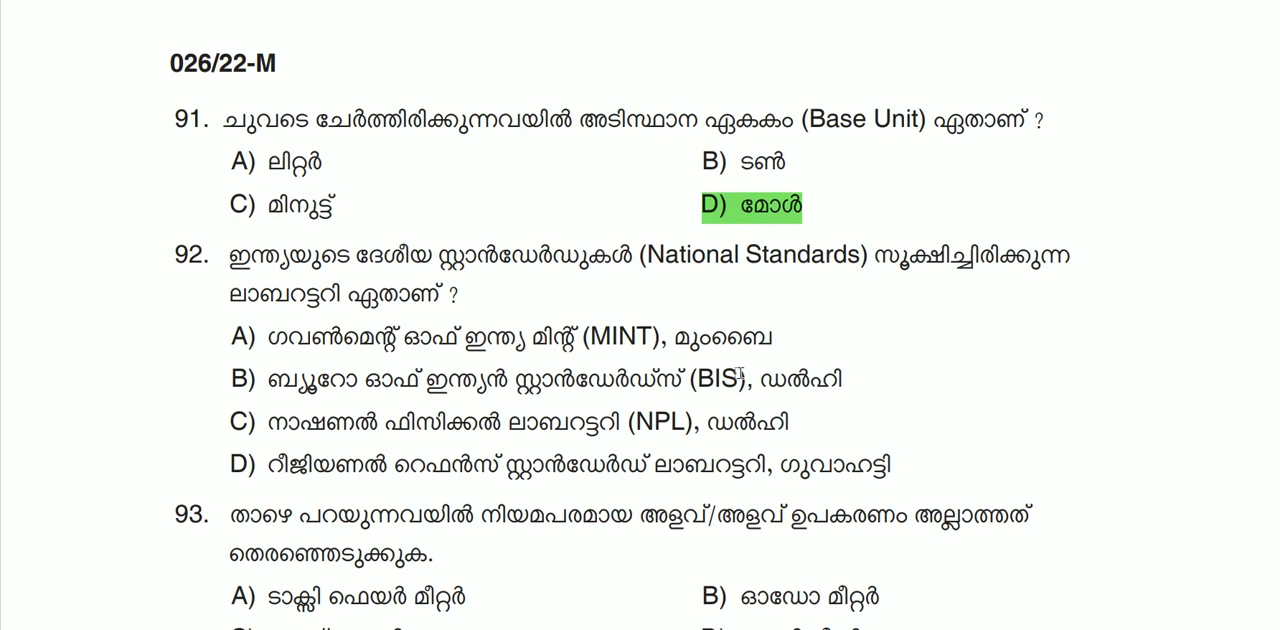 026/22-M
91. ചുവടെ ചേർത്തിരിക്കുന്നവയിൽ അടിസ്ഥാന ഏകകം (Base Unit) ഏതാണ് ?
A) ലിറ്റർ B) ടൺ
C) മിനുട്ട് D) മോൾ
92. ഇന്ത്യയുടെ ദേശീയ സ്റ്റാൻഡേർഡുകൾ (National Standards) സൂക്ഷിച്ചിരിക്കുന്ന
ലാബറട്ടറി ഏതാണ് ?
A) ഗവൺമെന്റ് ഓഫ് ഇന്ത്യ മിന്റ് (MINT), മുംബൈ
B) ബ്യൂറോ ഓഫ് ഇന്ത്യൻ സ്റ്റാൻഡേർഡ്സ് (BIS), ഡൽഹി
C) നാഷണൽ ഫിസിക്കൽ ലാബറട്ടറി (NPL), ഡൽഹി
D) റീജിയണൽ റെഫൻസ് സ്റ്റാൻഡേർഡ് ലാബറട്ടറി, ഗുവാഹട്ടി
93. താഴെ പറയുന്നവയിൽ നിയമപരമായ അളവ്/അളവ് ഉപകരണം അല്ലാത്തത്
തെരഞ്ഞെടുക്കുക.
A) ടാക്സി ഫെയർ മീറ്റർ B) ഓഡോ മീറ്റർ